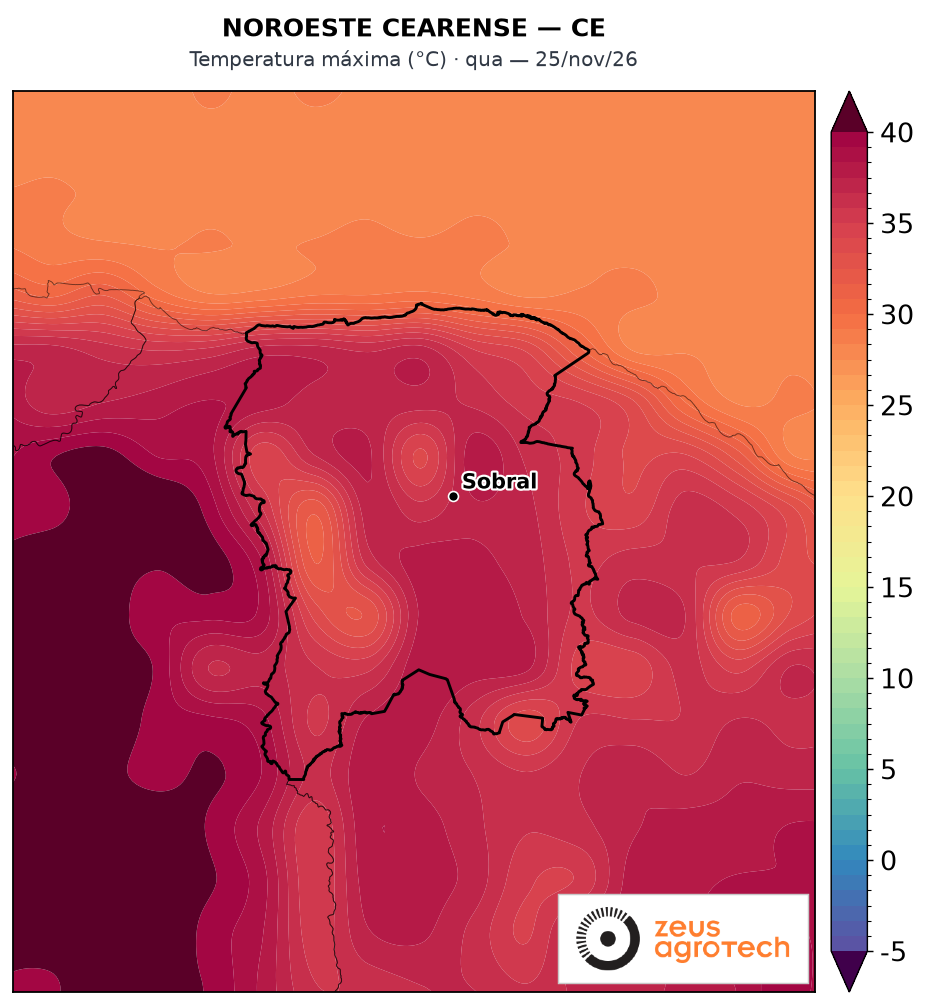 NOROESTE CEARENSE — CE
Temperatura máxima (°C) · qua — 25/nov/26
40
35
30
25
20
15
10
5
0
-5
Sobral
zeus
agrotech